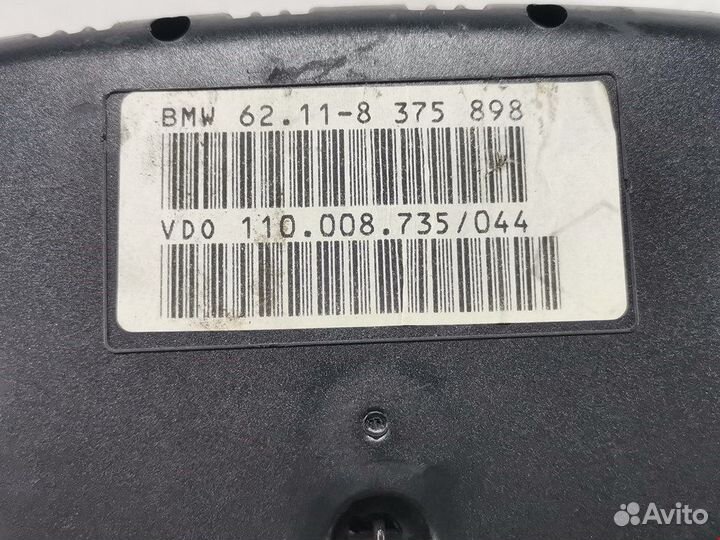 BMW 62.11-8 375 898
VDO 110.008.735/044
Avito